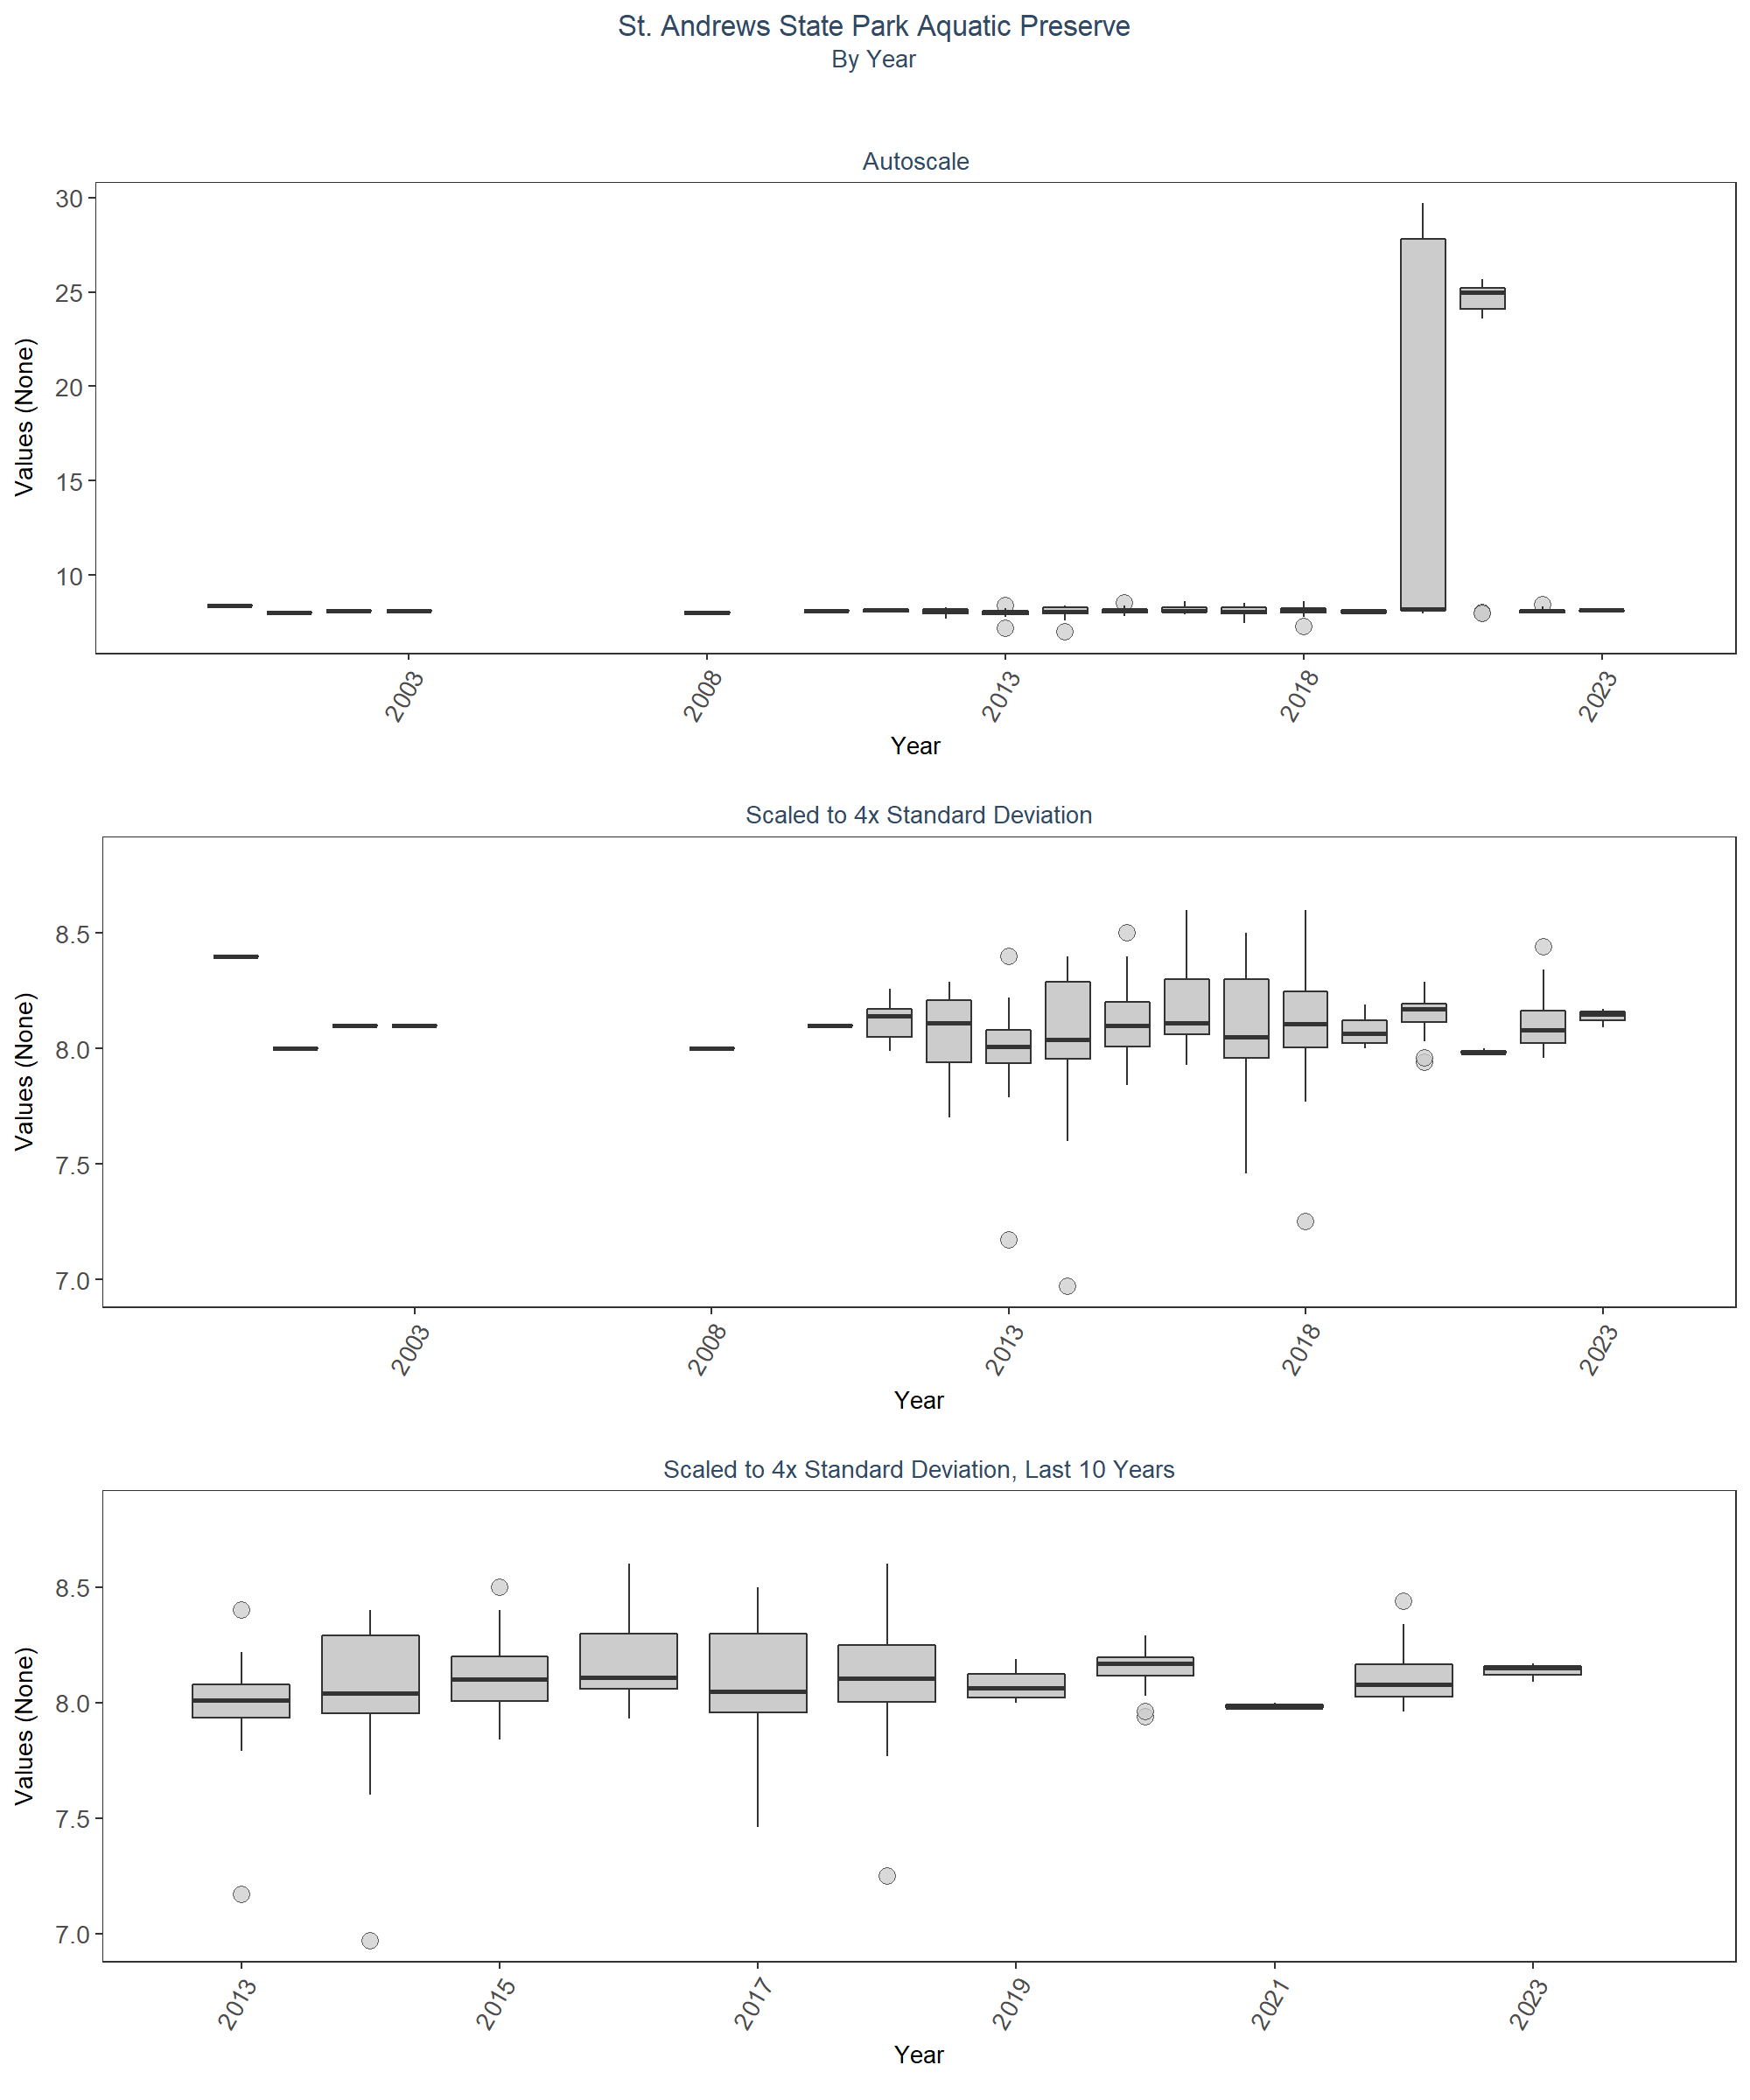 St. Andrews State Park Aquatic Preserve
By Year
Autoscale
Values (None)
30
25
20
15
10
2003
2008
2013
2018
2023
Year
Scaled to 4x Standard Deviation
Values (None)
8.5
8.0
7.5
7.0
2003
2008
2013
2018
2023
Year
Scaled to 4x Standard Deviation, Last 10 Years
Values (None)
8.5
8.0
7.5
7.0
2013
2015
2017
2019
2021
2023
Year